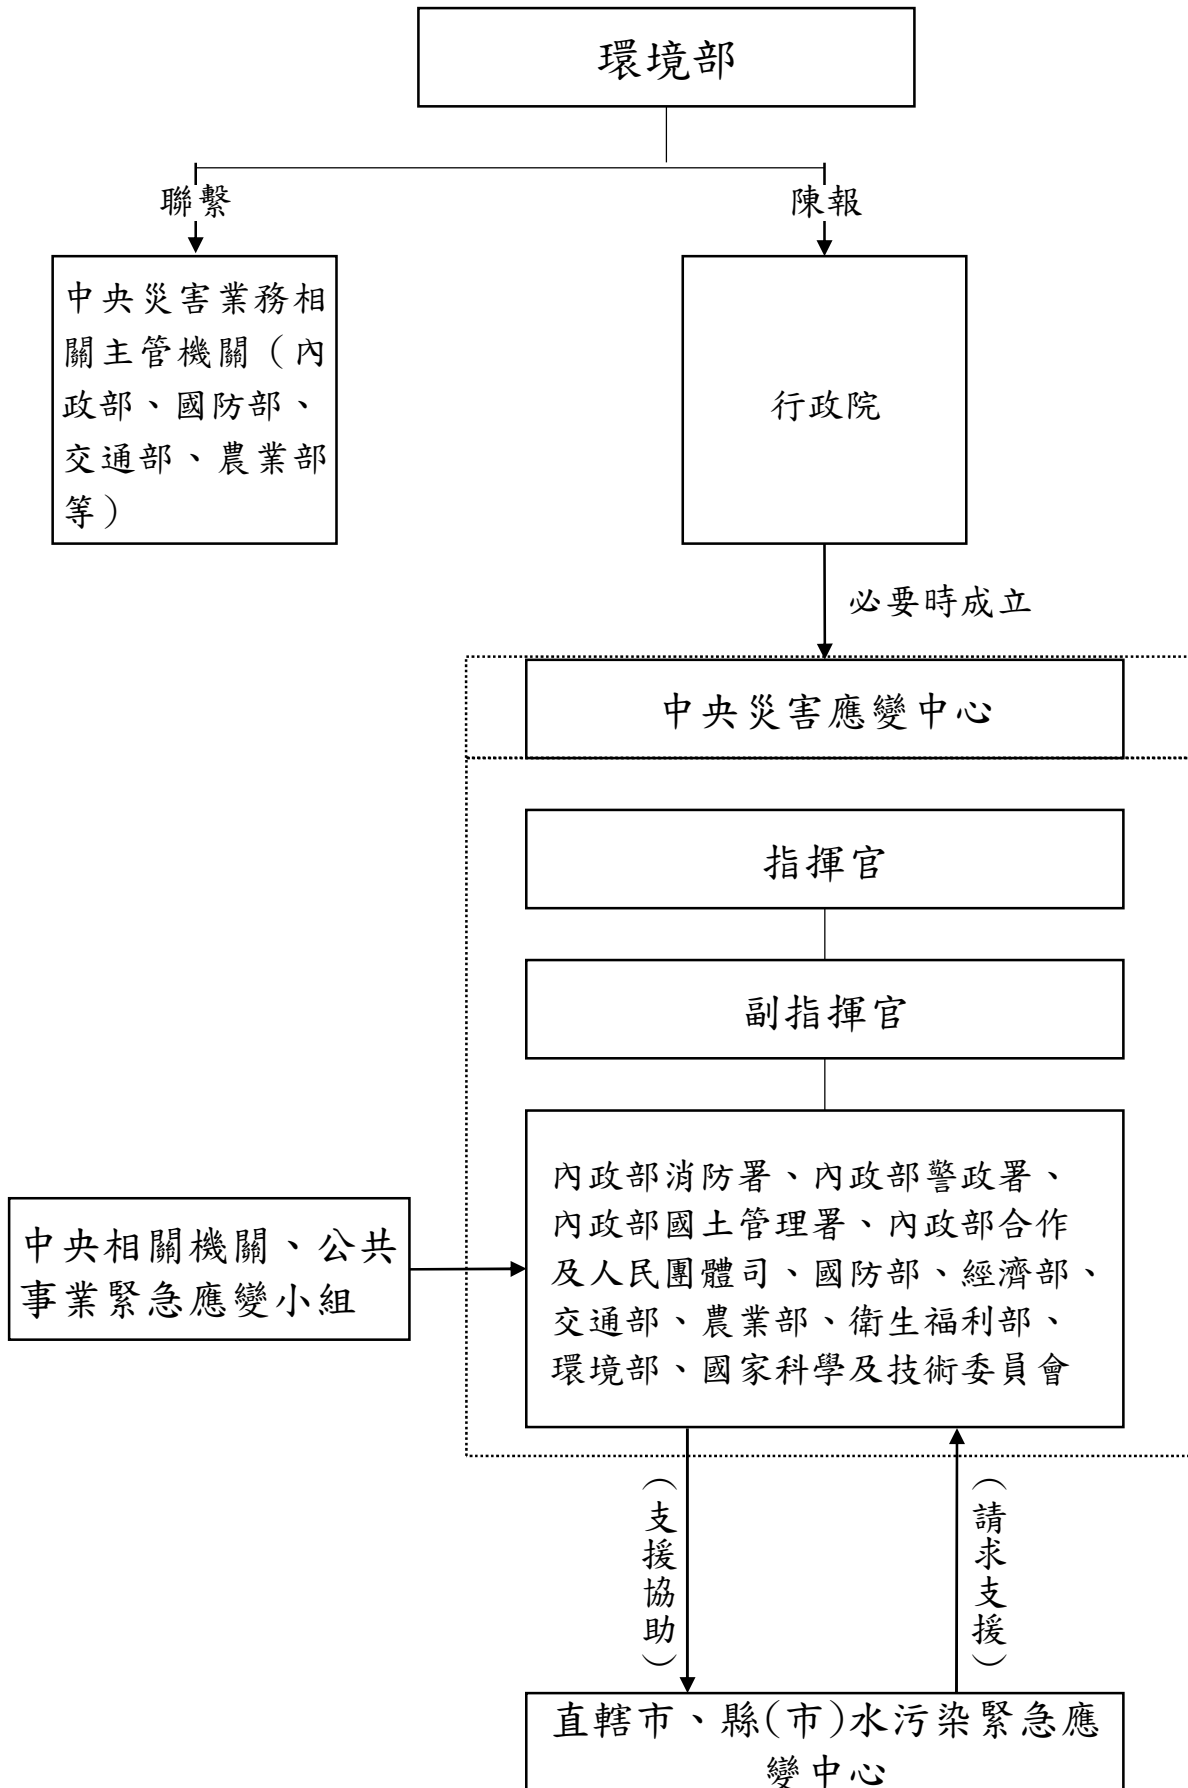 環境部
聯繫
陳報
中央災害業務相
關主管機關（內
政部、國防部、
交通部、農業部
等）
行政院
必要時成立
中央災害應變中心
指揮官
副指揮官
內政部消防署、內政部警政署、
內政部國土管理署、內政部合作
及人民團體司、國防部、經濟部、
交通部、農業部、衛生福利部、
環境部、國家科學及技術委員會
中央相關機關、公共
事業緊急應變小組
（支援協助）
（請求支援）
直轄市、縣(市)水污染緊急應
變中心